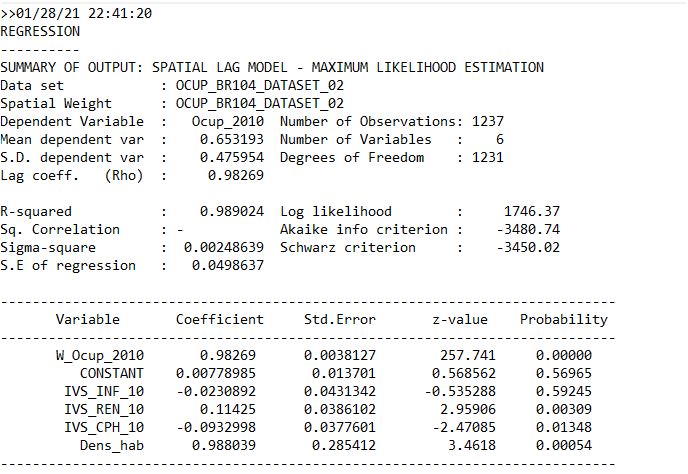 >>01/28/21 22:41:20
REGRESSION
----------
SUMMARY OF OUTPUT: SPATIAL LAG MODEL - MAXIMUM LIKELIHOOD ESTIMATION
Data set            : OCUP_BR104_DATASET_02
Spatial Weight      : OCUP_BR104_DATASET_02
Dependent Variable  :   Ocup_2010  Number of Observations: 1237
Mean dependent var  :    0.653193  Number of Variables   :    6
S.D. dependent var  :    0.475954  Degrees of Freedom    : 1231
Lag coeff.   (Rho)  :     0.98269

R-squared           :    0.989024  Log likelihood        :     1746.37
Sq. Correlation     : -            Akaike info criterion :    -3480.74
Sigma-square        :  0.00248639  Schwarz criterion     :    -3450.02
S.E of regression   :   0.0498637

-----------------------------------------------------------------------------
       Variable       Coefficient     Std.Error       z-value    Probability
-----------------------------------------------------------------------------
       W_Ocup_2010       0.98269     0.0038127       257.741     0.00000
          CONSTANT    0.00778985      0.013701      0.568562     0.56965
        IVS_INF_10    -0.0230892     0.0431342     -0.535288     0.59245
        IVS_REN_10       0.11425     0.0386102       2.95906     0.00309
        IVS_CPH_10    -0.0932998     0.0377601      -2.47085     0.01348
          Dens_hab      0.988039      0.285412        3.4618     0.00054
-----------------------------------------------------------------------------